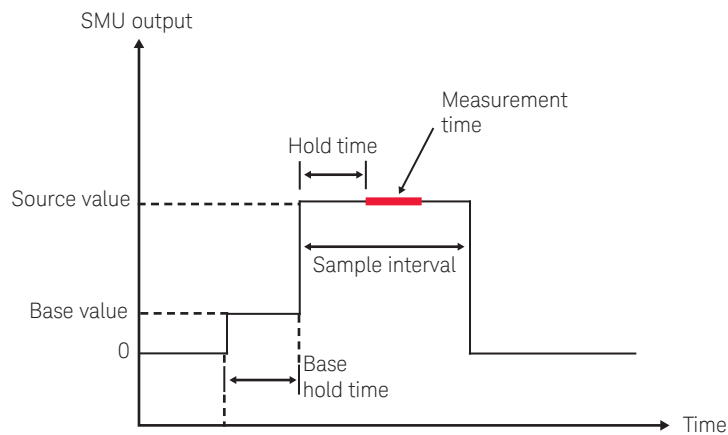 SMU output
Measurement
time
Hold time
Source value
Sample interval
Base value
0
Base
hold time
Time